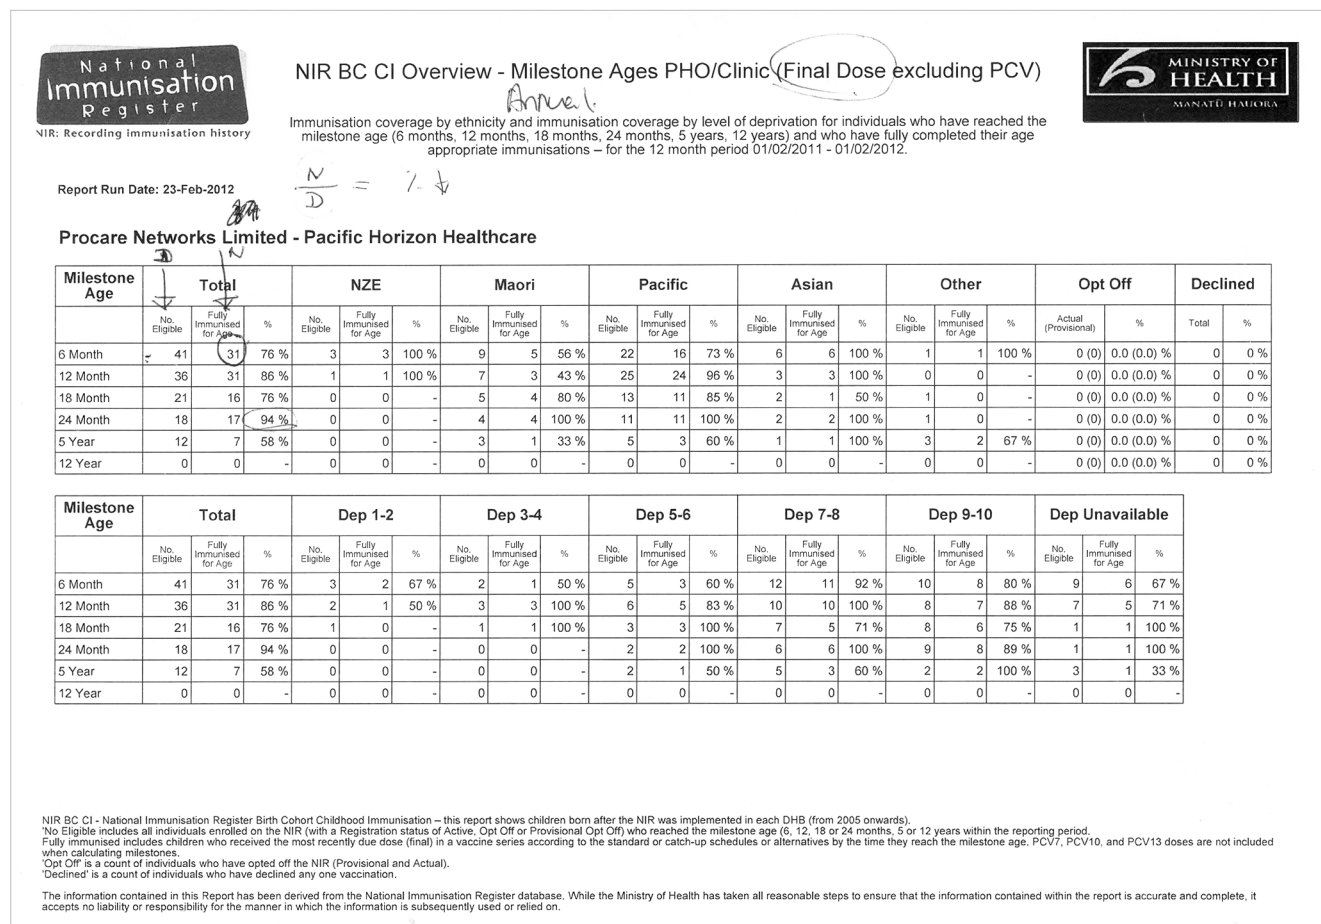 National
Immunisation
Register
NIR: Recording immunisation history
NIR BC CI Overview - Milestone Ages PHO/Clinic (Final Dose excluding PCV)
Annual.
MINISTRY OF
HEALTH
MANATŪ HAUORA
Immunisation coverage by ethnicity and immunisation coverage by level of deprivation for individuals who have reached the
milestone age (6 months, 12 months, 18 months, 24 months, 5 years, 12 years) and who have fully completed their age
appropriate immunisations – for the 12 month period 01/02/2011 - 01/02/2012.
Report Run Date: 23-Feb-2012
N
D
= % ↓
Procare Networks Limited - Pacific Horizon Healthcare
D N
Milestone Age Total NZE Maori Pacific Asian Other Opt Off Declined
No. Eligible Fully Immunised for Age % No. Eligible Fully Immunised for Age % No. Eligible Fully Immunised for Age % No. Eligible Fully Immunised for Age % No. Eligible Fully Immunised for Age % No. Eligible Fully Immunised for Age % Actual (Provisional) % Total %
6 Month 41 31 76 % 3 3 100 % 9 5 56 % 22 16 73 % 6 6 100 % 1 1 100 % 0 (0) 0.0 (0.0) % 0 0 %
12 Month 36 31 86 % 1 1 100 % 7 3 43 % 25 24 96 % 3 3 100 % 0 0 - 0 (0) 0.0 (0.0) % 0 0 %
18 Month 21 16 76 % 0 0 - 5 4 80 % 13 11 85 % 2 1 50 % 1 0 - 0 (0) 0.0 (0.0) % 0 0 %
24 Month 18 17 94 % 0 0 - 4 4 100 % 11 11 100 % 2 2 100 % 1 0 - 0 (0) 0.0 (0.0) % 0 0 %
5 Year 12 7 58 % 0 0 - 3 1 33 % 5 3 60 % 1 1 100 % 3 2 67 % 0 (0) 0.0 (0.0) % 0 0 %
12 Year 0 0 - 0 0 - 0 0 - 0 0 - 0 0 - 0 0 - 0 (0) 0.0 (0.0) % 0 0 %
Milestone Age Total Dep 1-2 Dep 3-4 Dep 5-6 Dep 7-8 Dep 9-10 Dep Unavailable
No. Eligible Fully Immunised for Age % No. Eligible Fully Immunised for Age % No. Eligible Fully Immunised for Age % No. Eligible Fully Immunised for Age % No. Eligible Fully Immunised for Age % No. Eligible Fully Immunised for Age % No. Eligible Fully Immunised for Age %
6 Month 41 31 76 % 3 2 67 % 2 1 50 % 5 3 60 % 12 11 92 % 10 8 80 % 9 6 67 %
12 Month 36 31 86 % 2 1 50 % 3 3 100 % 6 5 83 % 10 10 100 % 8 7 88 % 7 5 71 %
18 Month 21 16 76 % 1 0 - 1 1 100 % 3 3 100 % 7 5 71 % 8 6 75 % 1 1 100 %
24 Month 18 17 94 % 0 0 - 0 0 - 2 2 100 % 6 6 100 % 9 8 89 % 1 1 100 %
5 Year 12 7 58 % 0 0 - 0 0 - 2 1 50 % 5 3 60 % 2 2 100 % 3 1 33 %
12 Year 0 0 - 0 0 - 0 0 - 0 0 - 0 0 - 0 0 - 0 0 -
NIR BC CI - National Immunisation Register Birth Cohort Childhood Immunisation – this report shows children born after the NIR was implemented in each DHB (from 2005 onwards).
'No Eligible includes all individuals enrolled on the NIR (with a Registration status of Active, Opt Off or Provisional Opt Off) who reached the milestone age (6, 12, 18 or 24 months, 5 or 12 years within the reporting period.
Fully immunised includes children who received the most recently due dose (final) in a vaccine series according to the standard or catch-up schedules or alternatives by the time they reach the milestone age. PCV7, PCV10, and PCV13 doses are not included
when calculating milestones.
'Opt Off' is a count of individuals who have opted off the NIR (Provisional and Actual).
'Declined' is a count of individuals who have declined any one vaccination.
The information contained in this Report has been derived from the National Immunisation Register database. While the Ministry of Health has taken all reasonable steps to ensure that the information contained within the report is accurate and complete, it
accepts no liability or responsibility for the manner in which the information is subsequently used or relied on.